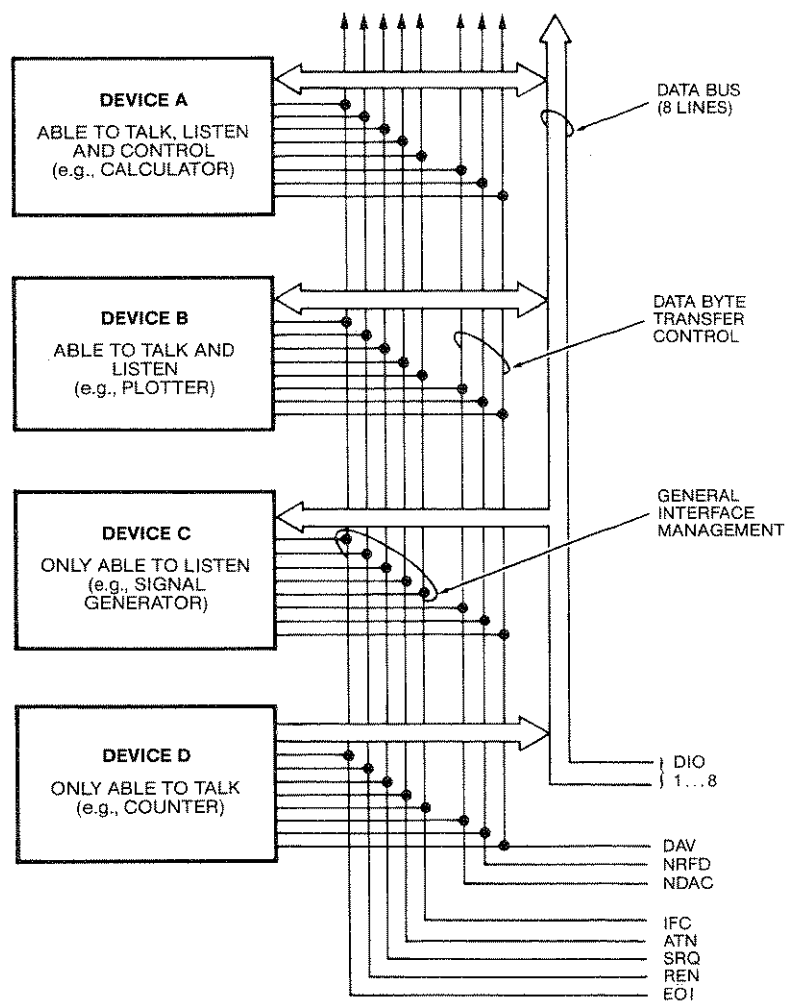 DEVICE A
ABLE TO TALK, LISTEN
AND CONTROL
(e.g., CALCULATOR)
DATA BUS
(8 LINES)
DEVICE B
ABLE TO TALK AND
LISTEN
(e.g., PLOTTER)
DATA BYTE
TRANSFER
CONTROL
DEVICE C
ONLY ABLE TO LISTEN
(e.g., SIGNAL
GENERATOR)
GENERAL
INTERFACE
MANAGEMENT
DEVICE D
ONLY ABLE TO TALK
(e.g., COUNTER)
} DIO
} 1...8
DAV
NRFD
NDAC
IFC
ATN
SRQ
REN
EOI